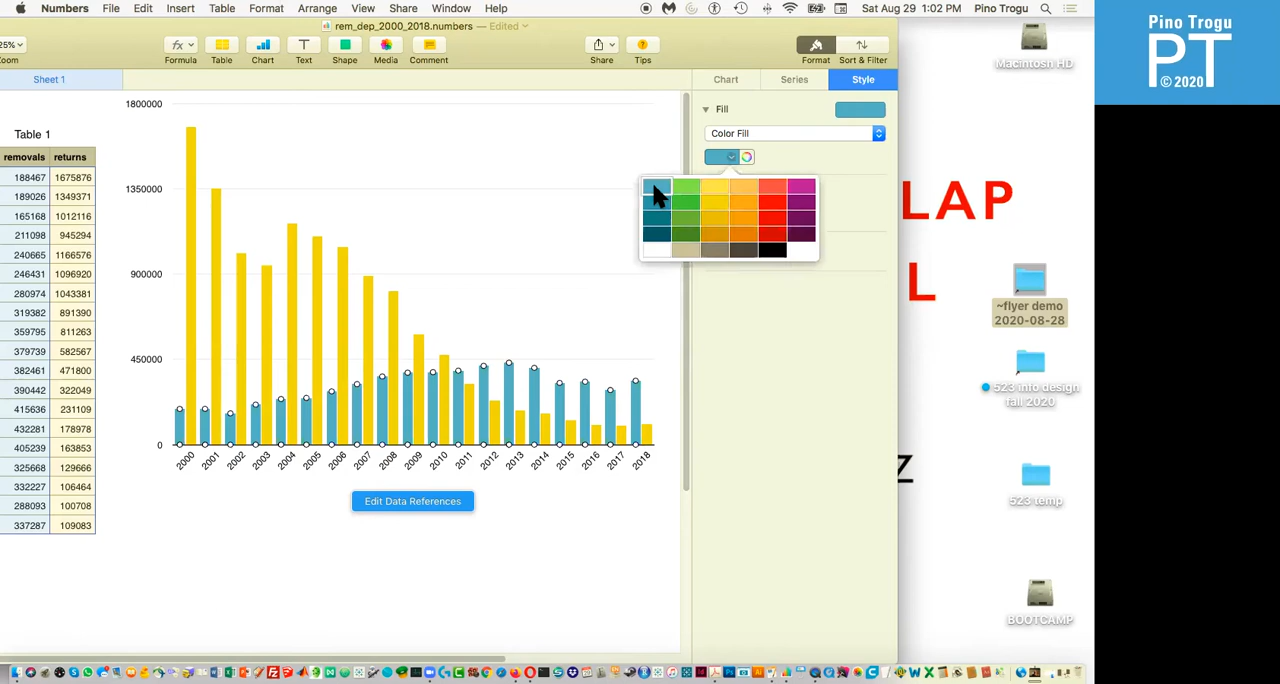 Numbers File Edit Insert Table Format Arrange View Share Window Help Sat Aug 29 1:02 PM Pino Trogu
rem_dep_2000_2018.numbers — Edited
25%
Zoom
Formula Table Chart Text Shape Media Comment Share Tips Format Sort & Filter
Sheet 1
Chart Series Style
Fill
Color Fill
Table 1
removals returns
188467 1675876
189026 1349371
165168 1012116
211098 945294
240665 1166576
246431 1096920
280974 1043381
319382 891390
359795 811263
379739 582567
382461 471800
390442 322049
415636 231109
432281 178978
405239 163853
325668 129666
332227 106464
288093 100708
337287 109083
1800000
1350000
900000
450000
0
2000 2001 2002 2003 2004 2005 2006 2007 2008 2009 2010 2011 2012 2013 2014 2015 2016 2017 2018
Edit Data References
LAP
L
Z
Macintosh HD
~flyer demo
2020-08-28
523 into design
fall 2020
523 temp
BOOTCAMP
Pino Trogu
PT
© 2020